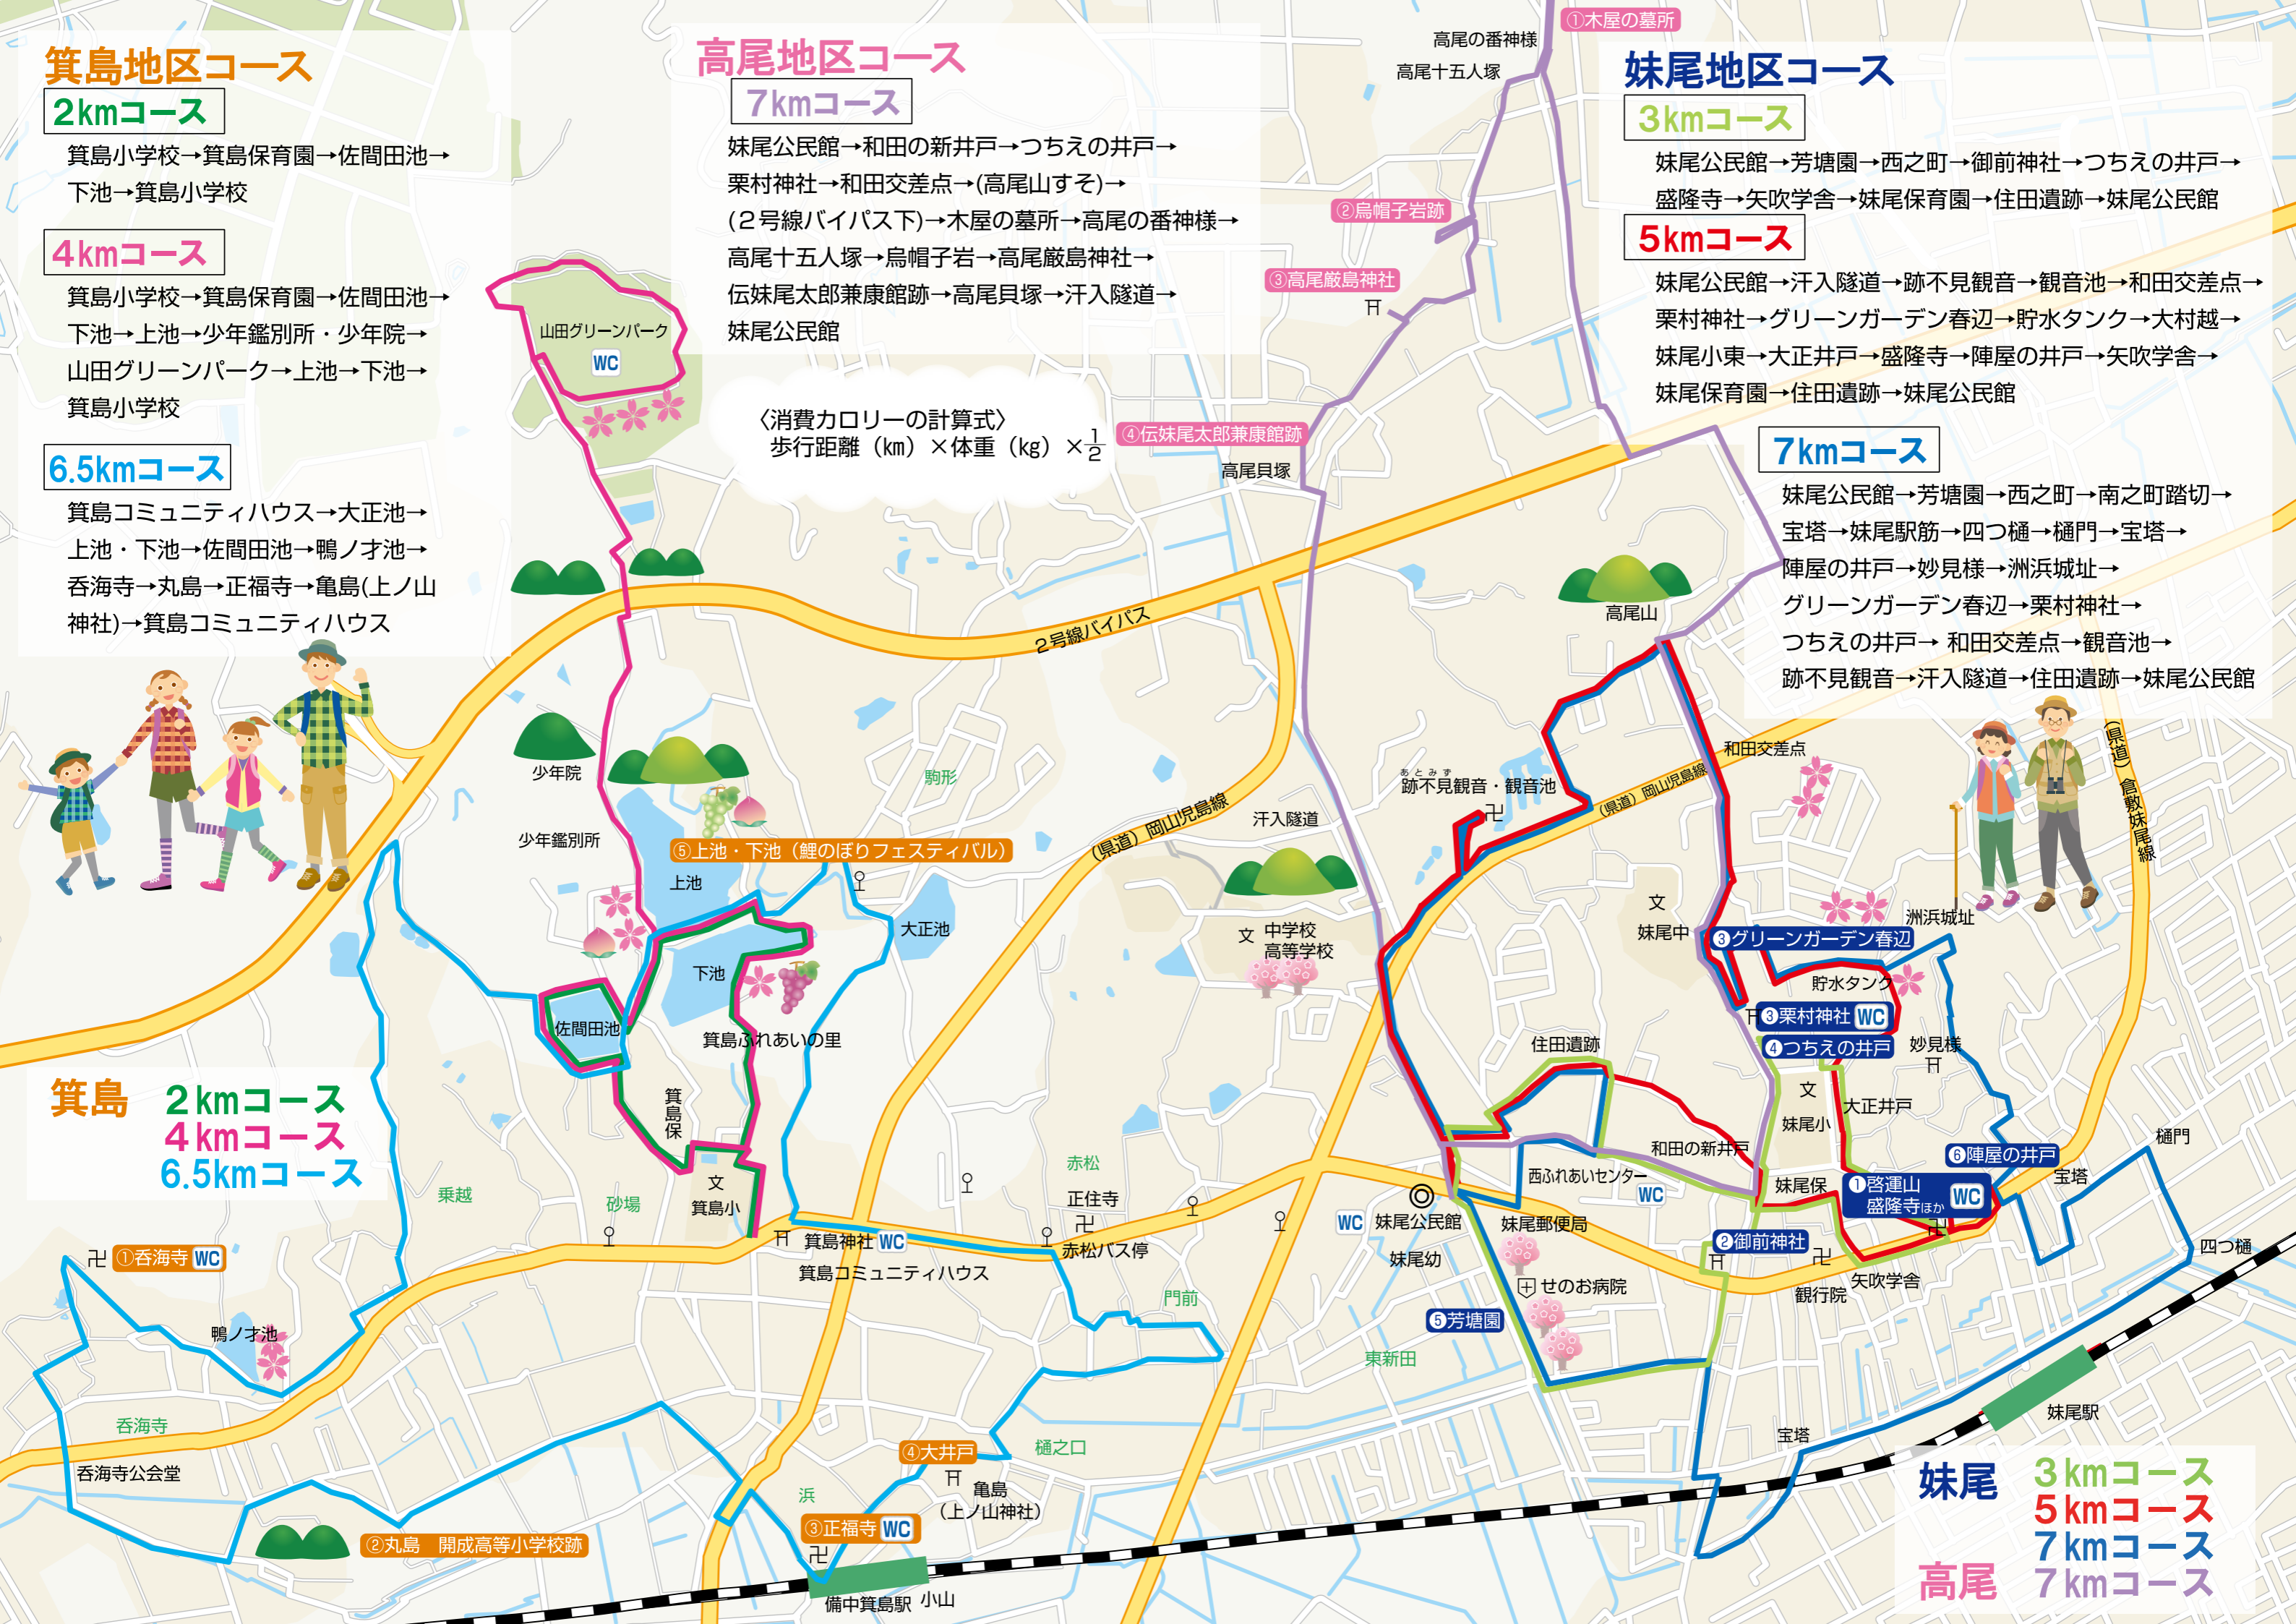 箕島地区コース
2kmコース
箕島小学校→箕島保育園→佐間田池→
下池→箕島小学校
4kmコース
箕島小学校→箕島保育園→佐間田池→
下池→上池→少年鑑別所・少年院→
山田グリーンパーク→上池→下池→
箕島小学校
6.5kmコース
箕島コミュニティハウス→大正池→
上池・下池→佐間田池→鴨ノ才池→
呑海寺→丸島→正福寺→亀島(上ノ山
神社)→箕島コミュニティハウス
高尾地区コース
7kmコース
妹尾公民館→和田の新井戸→つちえの井戸→
栗村神社→和田交差点→(高尾山すそ)→
(２号線バイパス下)→木屋の墓所→高尾の番神様→
高尾十五人塚→烏帽子岩→高尾厳島神社→
伝妹尾太郎兼康館跡→高尾貝塚→汗入隧道→
妹尾公民館
〈消費カロリーの計算式〉
歩行距離（㎞）×体重（㎏）×1/2
妹尾地区コース
3kmコース
妹尾公民館→芳塘園→西之町→御前神社→つちえの井戸→
盛隆寺→矢吹学舎→妹尾保育園→住田遺跡→妹尾公民館
5kmコース
妹尾公民館→汗入隧道→跡不見観音→観音池→和田交差点→
栗村神社→グリーンガーデン春辺→貯水タンク→大村越→
妹尾小東→大正井戸→盛隆寺→陣屋の井戸→矢吹学舎→
妹尾保育園→住田遺跡→妹尾公民館
7kmコース
妹尾公民館→芳塘園→西之町→南之町踏切→
宝塔→妹尾駅筋→四つ樋→樋門→宝塔→
陣屋の井戸→妙見様→洲浜城址→
グリーンガーデン春辺→栗村神社→
つちえの井戸→ 和田交差点→観音池→
跡不見観音→汗入隧道→住田遺跡→妹尾公民館
①木屋の墓所
高尾の番神様
高尾十五人塚
②烏帽子岩跡
③高尾厳島神社
④伝妹尾太郎兼康館跡
高尾貝塚
山田グリーンパーク
WC
高尾山
２号線バイパス
少年院
少年鑑別所
駒形
(県道）岡山児島線
⑤上池・下池（鯉のぼりフェスティバル）
上池
下池
大正池
佐間田池
箕島ふれあいの里
箕島保
文
箕島小
汗入隧道
文
中学校
高等学校
あとみず
跡不見観音・観音池
卍
(県道）岡山児島線
和田交差点
(県道）倉敷妹尾線
文
妹尾中
洲浜城址
❸グリーンガーデン春辺
貯水タンク
❸栗村神社 WC
❹つちえの井戸
妙見様
文
妹尾小
大正井戸
住田遺跡
和田の新井戸
西ふれあいセンター
WC
妹尾保
❻陣屋の井戸
❶啓運山
盛隆寺ほか WC
卍
宝塔
樋門
四つ樋
箕島
2kmコース
4kmコース
6.5kmコース
乗越
砂場
赤松
正住寺
卍
赤松バス停
箕島神社 WC
箕島コミュニティハウス
門前
WC
妹尾公民館
妹尾幼
妹尾郵便局
せのお病院
❷御前神社
卍
観行院
矢吹学舎
❺芳塘園
東新田
卍
①呑海寺 WC
鴨ノ才池
呑海寺
呑海寺公会堂
②丸島　開成高等小学校跡
④大井戸
樋之口
亀島
（上ノ山神社）
浜
③正福寺 WC
卍
備中箕島駅
小山
宝塔
妹尾駅
妹尾
3kmコース
5kmコース
7kmコース
高尾
7kmコース